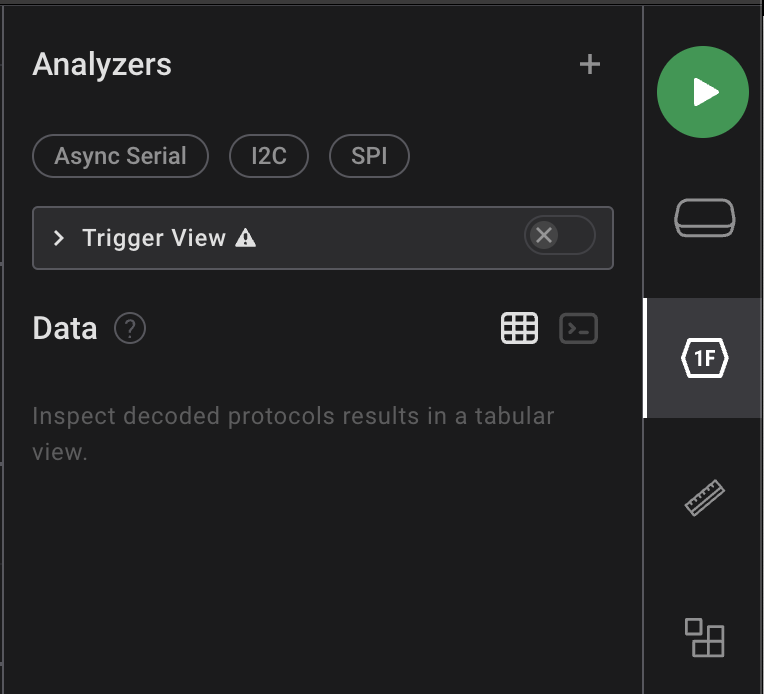 Analyzers
Async Serial
I2C
SPI
Trigger View
Data
?
1F
Inspect decoded protocols results in a tabular
view.